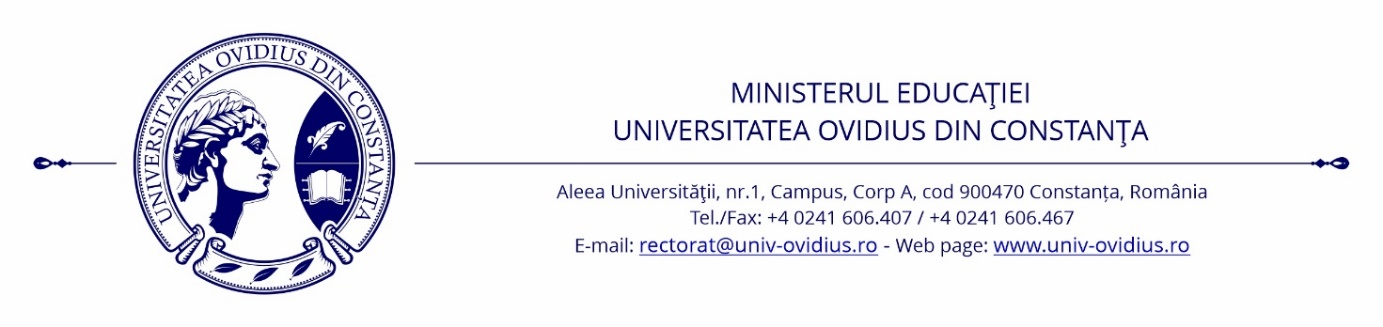 UNIVERSITATEA OVIDIUS DIN CONSTANȚA
MINISTERUL EDUCAŢIEI
UNIVERSITATEA OVIDIUS DIN CONSTANŢA
Aleea Universităţii, nr.1, Campus, Corp A, cod 900470 Constanța, România
Tel./Fax: +4 0241 606.407 / +4 0241 606.467
E-mail: rectorat@univ-ovidius.ro - Web page: www.univ-ovidius.ro